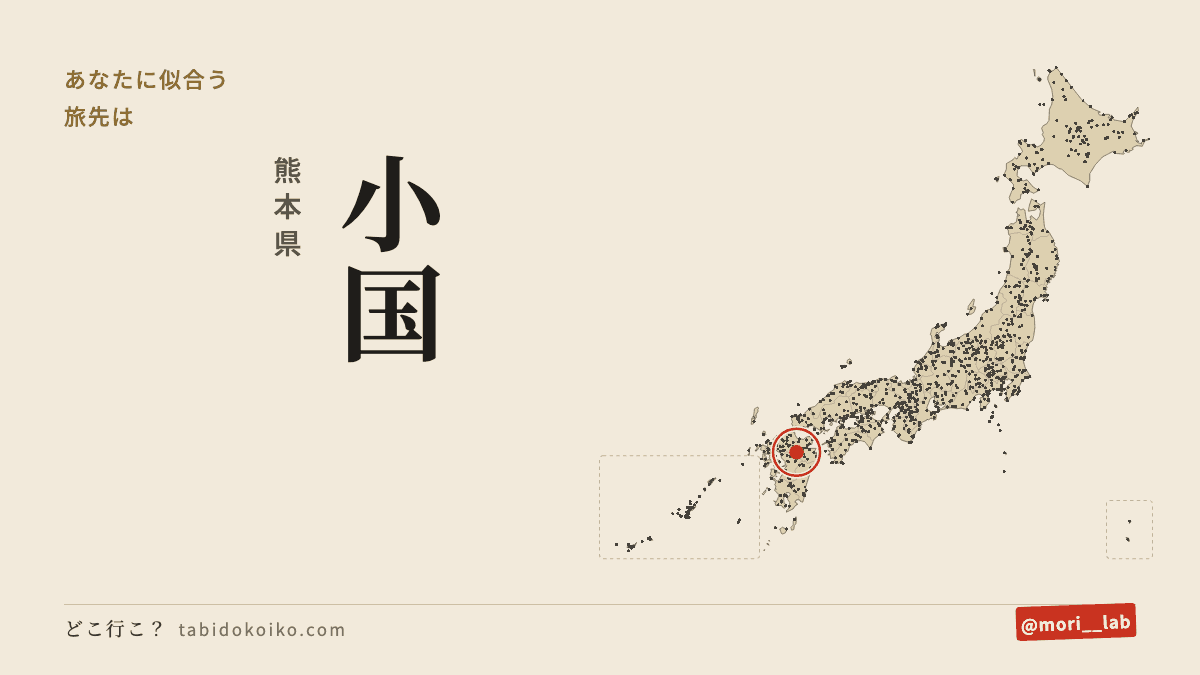 あなたに似合う
旅先は
小国
熊本県
どこ行こ？ tabidokoiko.com
@mori__lab